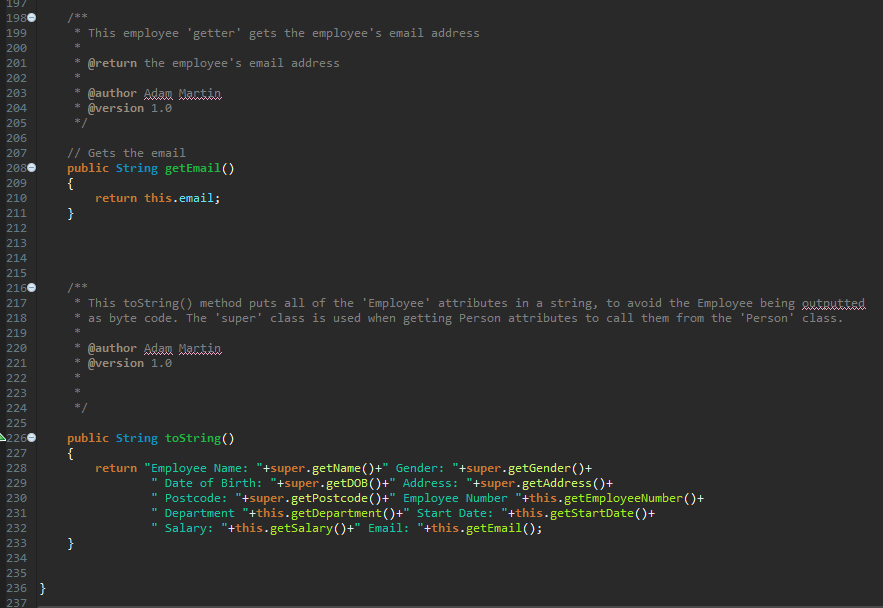 197
198 /**
199 * This employee 'getter' gets the employee's email address
200 *
201 * @return the employee's email address
202 *
203 * @author Adam Martin
204 * @version 1.0
205 */
206
207 // Gets the email
208 public String getEmail()
209 {
210 return this.email;
211 }
212
213
214
215
216 /**
217 * This toString() method puts all of the 'Employee' attributes in a string, to avoid the Employee being outputted
218 * as byte code. The 'super' class is used when getting Person attributes to call them from the 'Person' class.
219 *
220 * @author Adam Martin
221 * @version 1.0
222 *
223 *
224 */
225
226 public String toString()
227 {
228 return "Employee Name: "+super.getName()+" Gender: "+super.getGender()+
229 " Date of Birth: "+super.getDOB()+" Address: "+super.getAddress()+
230 " Postcode: "+super.getPostcode()+" Employee Number "+this.getEmployeeNumber()+
231 " Department "+this.getDepartment()+" Start Date: "+this.getStartDate()+
232 " Salary: "+this.getSalary()+" Email: "+this.getEmail();
233 }
234
235
236 }
237